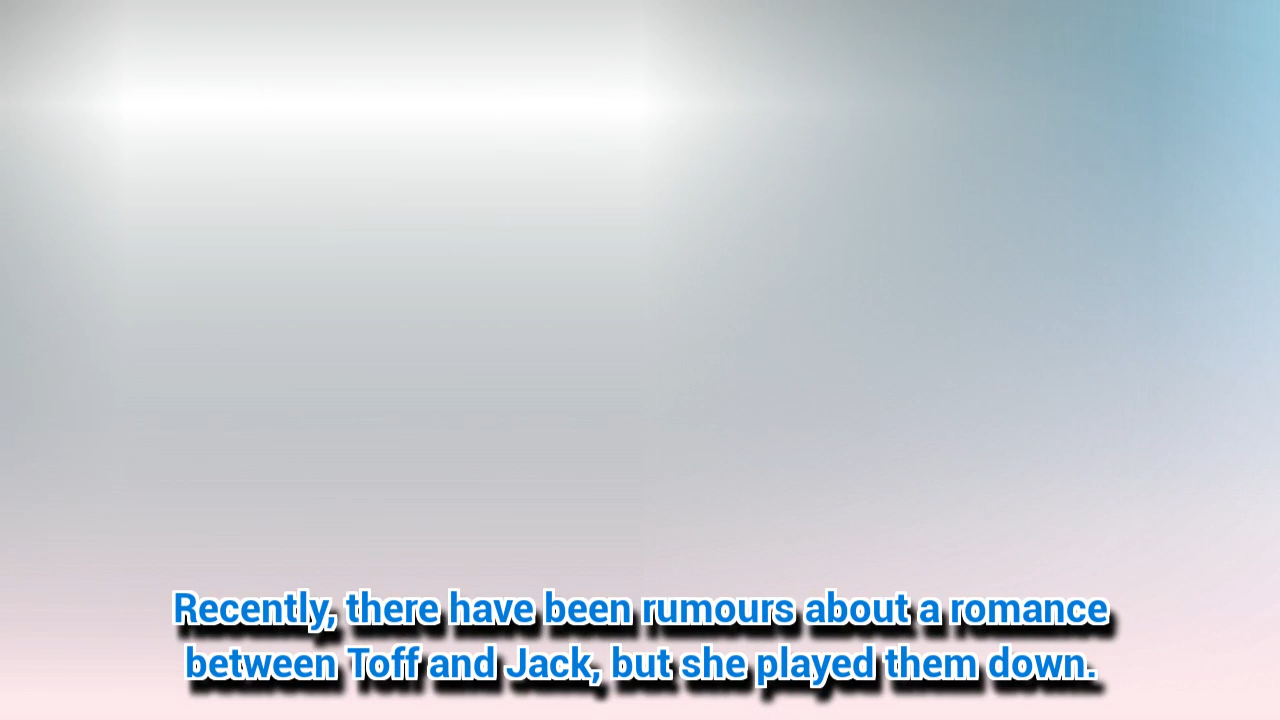 Recently, there have been rumours about a romance
between Toff and Jack, but she played them down.